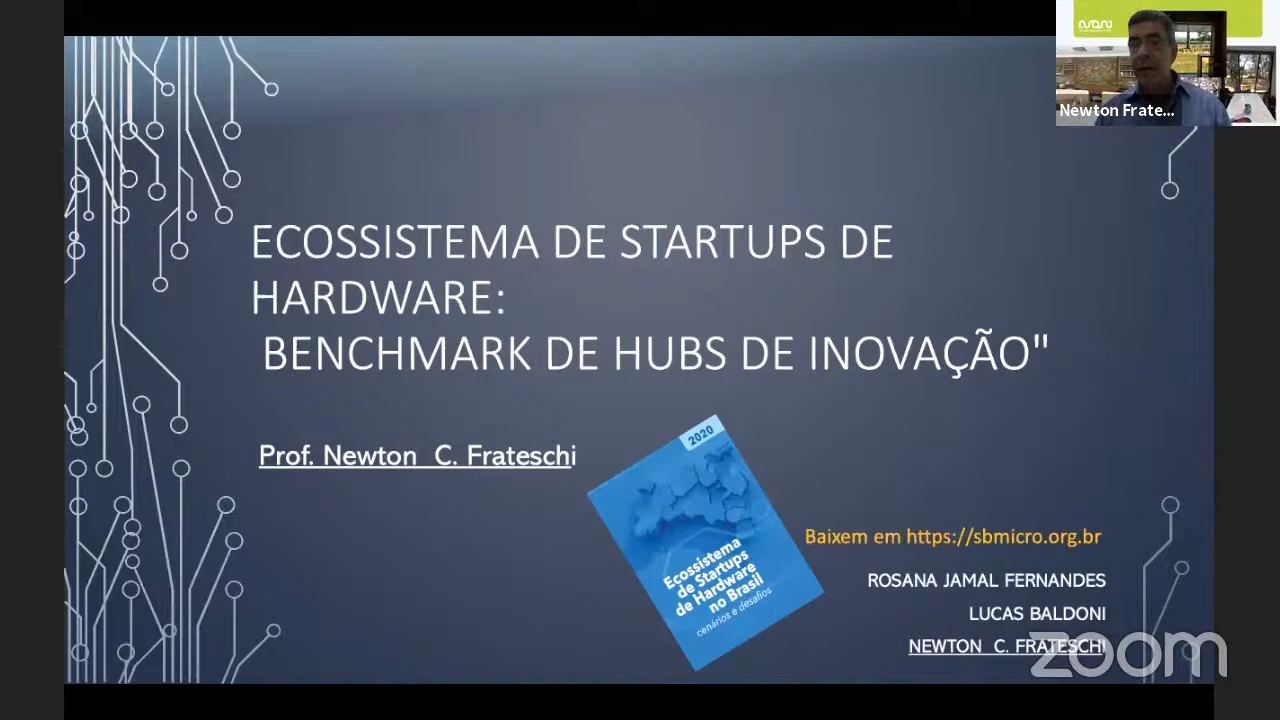 Newton Frate...
ECOSSISTEMA DE STARTUPS DE
HARDWARE:
BENCHMARK DE HUBS DE INOVAÇÃO"
Prof. Newton C. Frateschi
2020
Ecossistema
de Startups
de Hardware
no Brasil
cenários e desafios
Baixem em https://sbmicro.org.br
ROSANA JAMAL FERNANDES
LUCAS BALDONI
NEWTON C. FRATESCHI
zoom